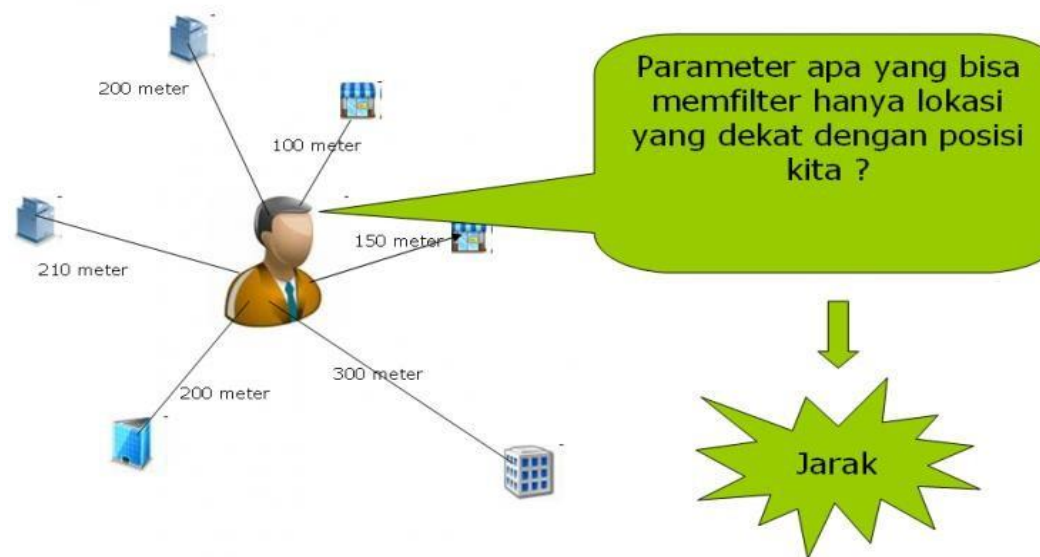 200 meter
100 meter
Parameter apa yang bisa
memfilter hanya lokasi
yang dekat dengan posisi
kita ?
150 meter
210 meter
200 meter
300 meter
Jarak